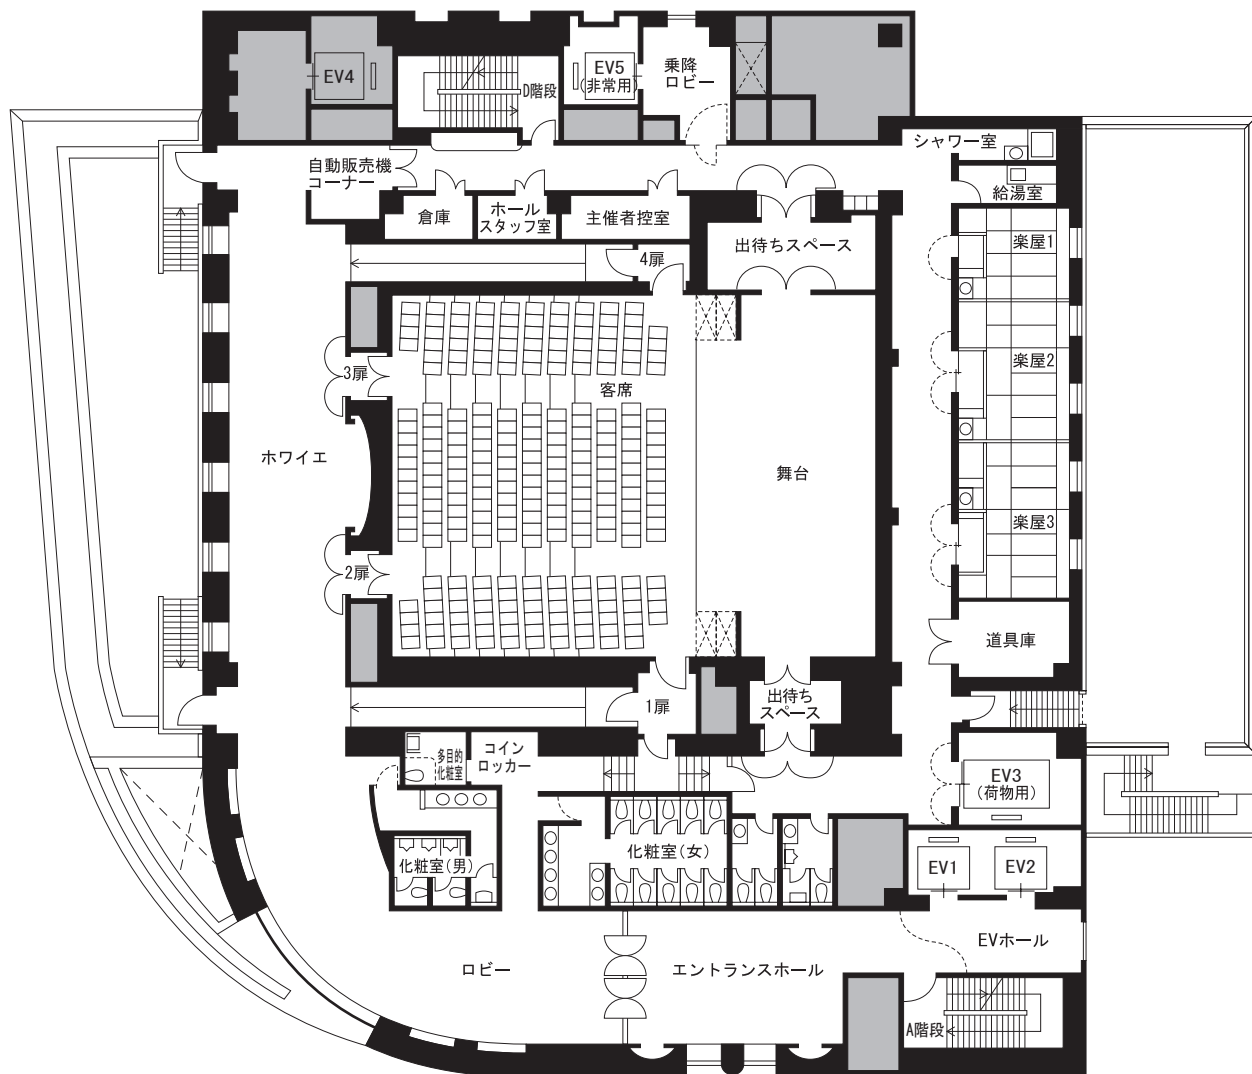 EV4
D階段
EV5
(非常用)
乗降
ロビー
シャワー室
給湯室
自動販売機
コーナー
倉庫
ホール
スタッフ室
主催者控室
出待ちスペース
4扉
楽屋1
楽屋2
楽屋3
3扉
客席
ホワイエ
舞台
2扉
道具庫
1扉
出待ち
スペース
多目的
化粧室
コイン
ロッカー
EV3
(荷物用)
化粧室(男)
化粧室(女)
EV1
EV2
EVホール
ロビー
エントランスホール
A階段